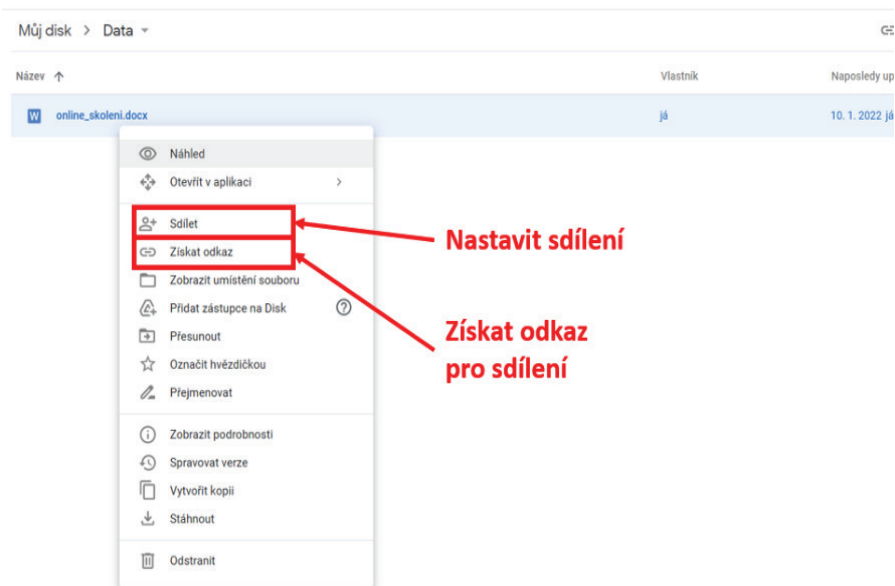 Můj disk > Data
Název Vlastník Naposledy up
W online_skoleni.docx já 10. 1. 2022 já
Náhled
Otevřít v aplikaci
Sdílet
Získat odkaz
Zobrazit umístění souboru
Přidat zástupce na Disk
Přesunout
Označit hvězdičkou
Přejmenovat
Zobrazit podrobnosti
Spravovat verze
Vytvořit kopii
Stáhnout
Odstranit
Nastavit sdílení
Získat odkaz
pro sdílení